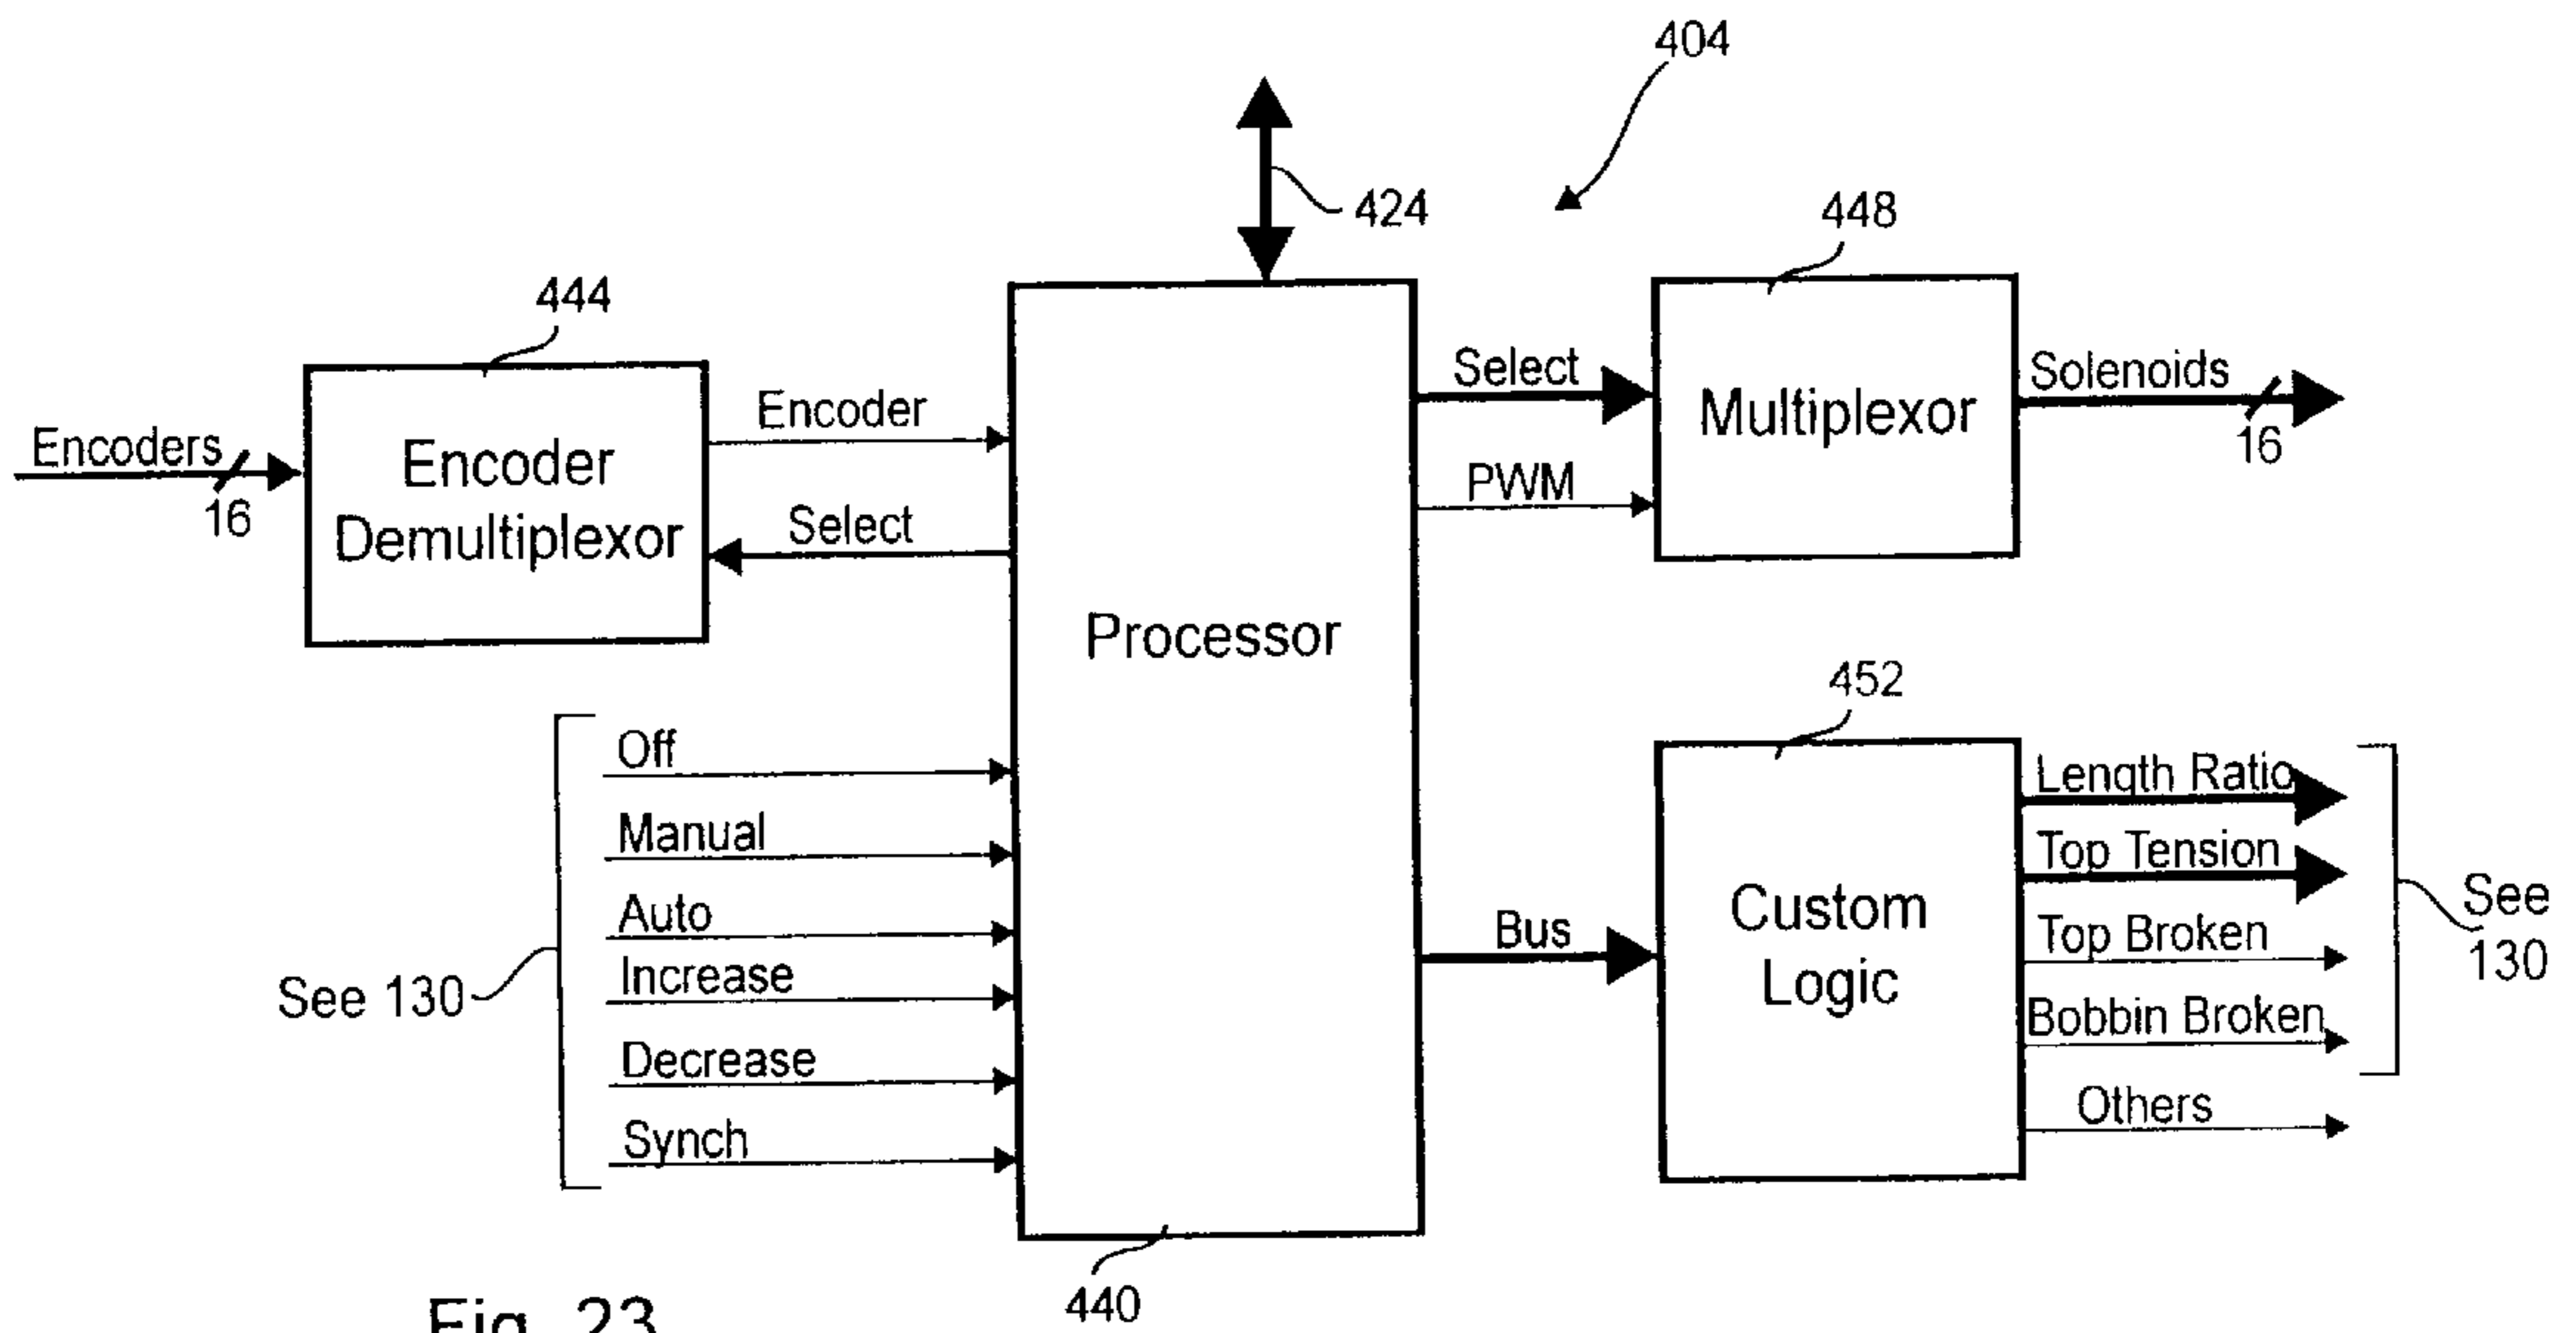 404
424
448
444
Encoders
16
Encoder
Demultiplexor
Encoder
Select
Processor
Select
PWM
Multiplexor
Solenoids
16
452
See 130
Off
Manual
Auto
Increase
Decrease
Synch
Bus
Custom
Logic
Length Ratio
Top Tension
Top Broken
Bobbin Broken
Others
See
130
440
Fig. 23